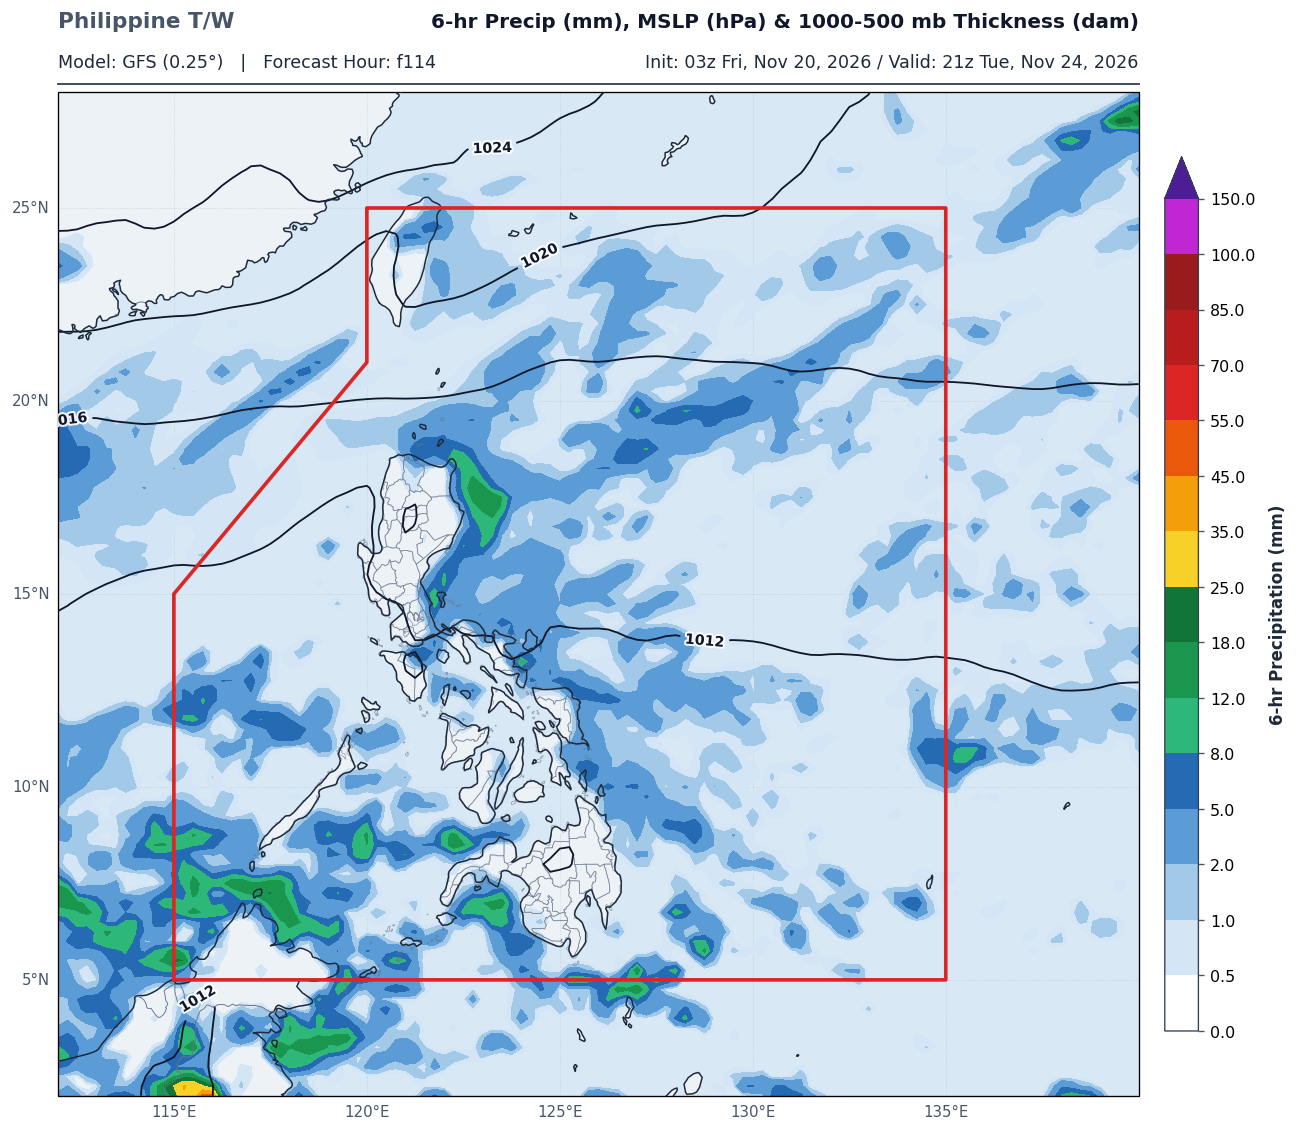 Philippine T/W
6-hr Precip (mm), MSLP (hPa) & 1000-500 mb Thickness (dam)
Model: GFS (0.25°)   |   Forecast Hour: f114
Init: 03z Fri, Nov 20, 2026 / Valid: 21z Tue, Nov 24, 2026
1024
1020
016
1012
1012
25°N
20°N
15°N
10°N
5°N
115°E
120°E
125°E
130°E
135°E
150.0
100.0
85.0
70.0
55.0
45.0
35.0
25.0
18.0
12.0
8.0
5.0
2.0
1.0
0.5
0.0
6-hr Precipitation (mm)